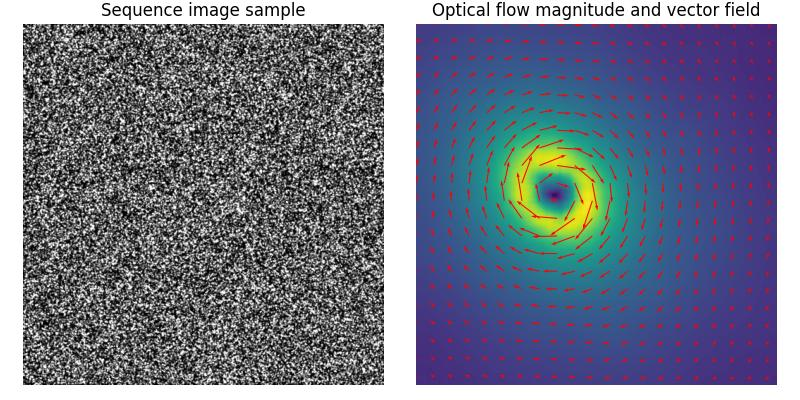 Sequence image sample
Optical flow magnitude and vector field